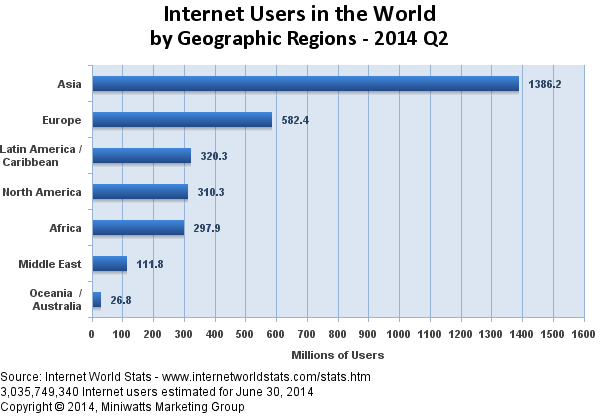 Internet Users in the World
by Geographic Regions - 2014 Q2
Asia 1386.2
Europe 582.4
Latin America /
Caribbean 320.3
North America 310.3
Africa 297.9
Middle East 111.8
Oceania /
Australia 26.8
0 100 200 300 400 500 600 700 800 900 1000 1100 1200 1300 1400 1500 1600
Millions of Users
Source: Internet World Stats - www.internetworldstats.com/stats.htm
3,035,749,340 Internet users estimated for June 30, 2014
Copyright © 2014, Miniwatts Marketing Group